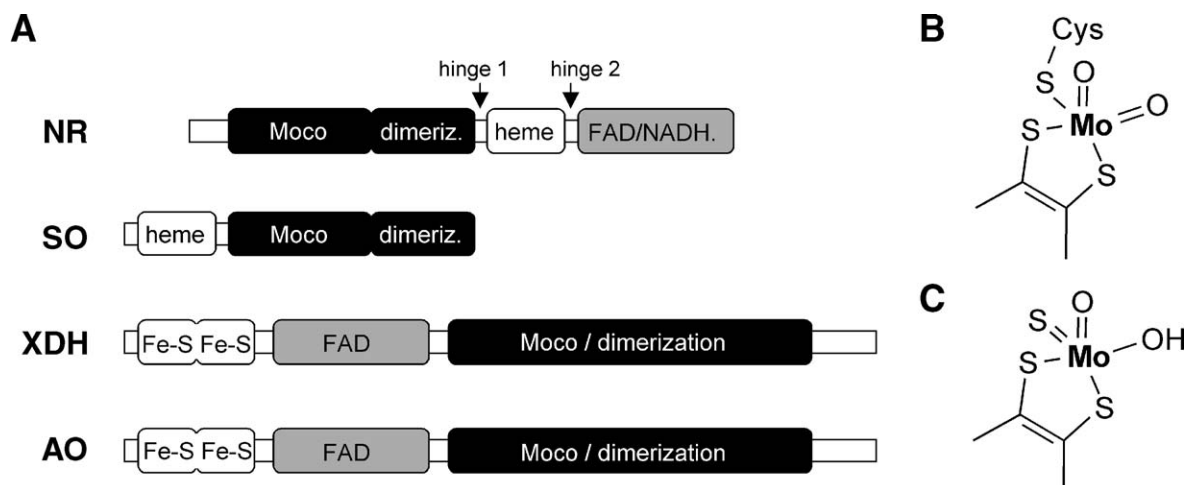 A
hinge 1 hinge 2
NR Moco dimeriz. heme FAD/NADH.
SO heme Moco dimeriz.
XDH Fe-S Fe-S FAD Moco / dimerization
AO Fe-S Fe-S FAD Moco / dimerization
B
Cys
S O
Mo O
S
S
C
O
S
Mo OH
S
S